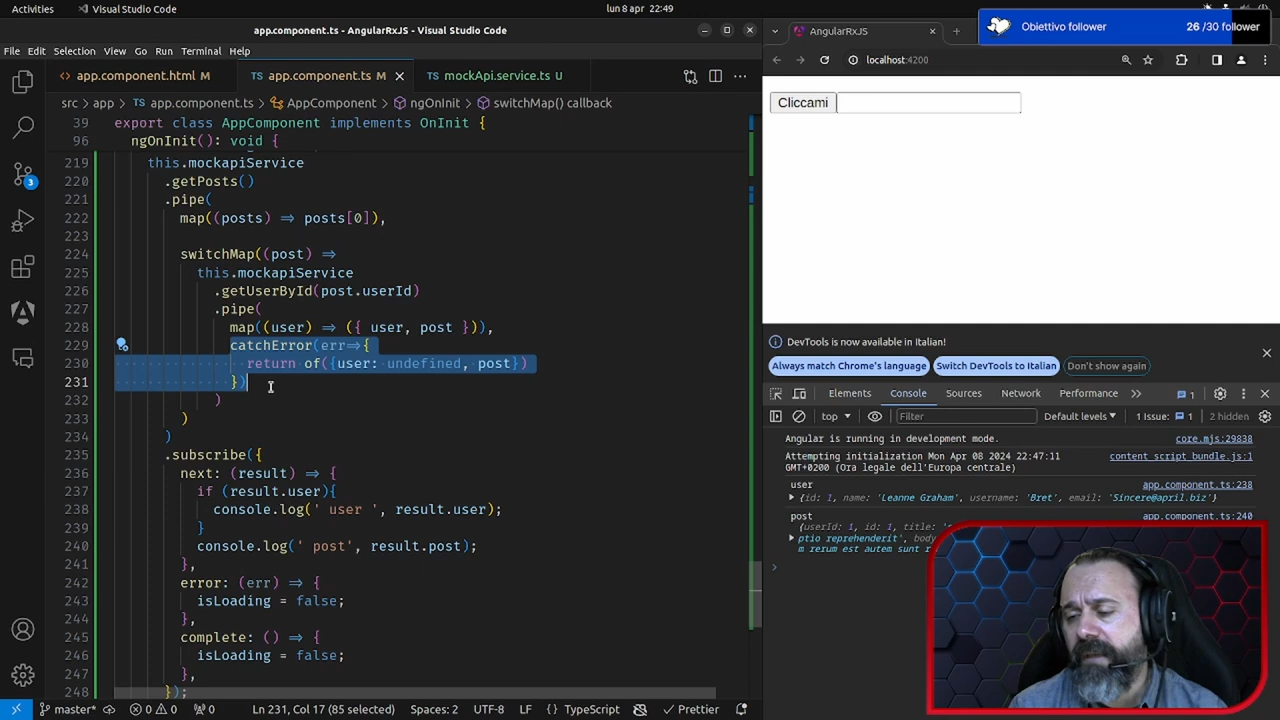 Activities
Visual Studio Code
lun 8 apr 22:49
Obiettivo follower 26 /30 follower
app.component.ts - AngularRxJS - Visual Studio Code
File Edit Selection View Go Run Terminal Help
app.component.html M
app.component.ts M
mockApi.service.ts U
src > app > app.component.ts > AppComponent > ngOnInit > switchMap() callback
39 export class AppComponent implements OnInit {
96 ngOnInit(): void {
219 this.mockapiService
220 .getPosts()
221 .pipe(
222 map((posts) => posts[0]),
223
224 switchMap((post) =>
225 this.mockapiService
226 .getUserById(post.userId)
227 .pipe(
228 map((user) => ({ user, post })),
229 catchError(err=>{
230 return of({user: undefined, post})
231 })
232 )
233 )
234 )
235 .subscribe({
236 next: (result) => {
237 if (result.user){
238 console.log(' user ', result.user);
239 }
240 console.log(' post', result.post);
241 },
242 error: (err) => {
243 isLoading = false;
244 },
245 complete: () => {
246 isLoading = false;
247 },
248 });
3
master* 0 0 0 Ln 231, Col 17 (85 selected) Spaces: 2 UTF-8 LF {} TypeScript Prettier
AngularRxJS
localhost:4200
Cliccami
DevTools is now available in Italian!
Always match Chrome's language
Switch DevTools to Italian
Don't show again
Elements Console Sources Network Performance 1
top Filter Default levels 1 Issue: 1 2 hidden
Angular is running in development mode. core.mjs:29838
Attempting initialization Mon Apr 08 2024 22:47:11 content script bundle.js:1
GMT+0200 (Ora legale dell'Europa centrale)
user app.component.ts:238
{id: 1, name: 'Leanne Graham', username: 'Bret', email: 'Sincere@april.biz'}
post app.component.ts:240
{userId: 1, id: 1, title:
ptio reprehenderit', body
m rerum est autem sunt r